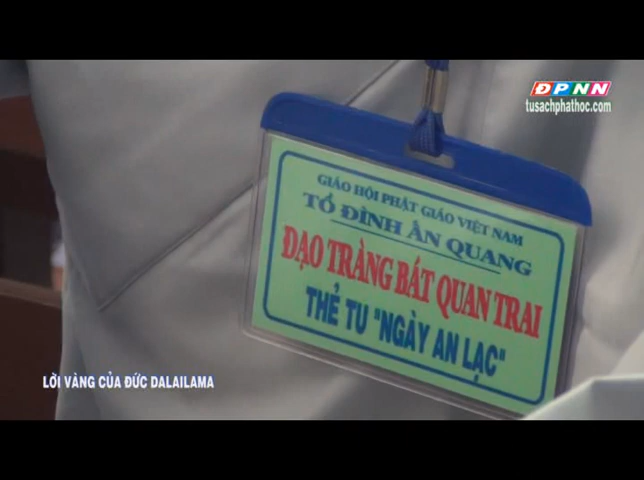 ĐPNN
tusachphathoc.com
GIÁO HỘI PHẬT GIÁO VIỆT NAM
TỔ ĐÌNH ẤN QUANG
ĐẠO TRÀNG BÁT QUAN TRAI
THẺ TU "NGÀY AN LẠC"
LỜI VÀNG CỦA ĐỨC DALAILAMA